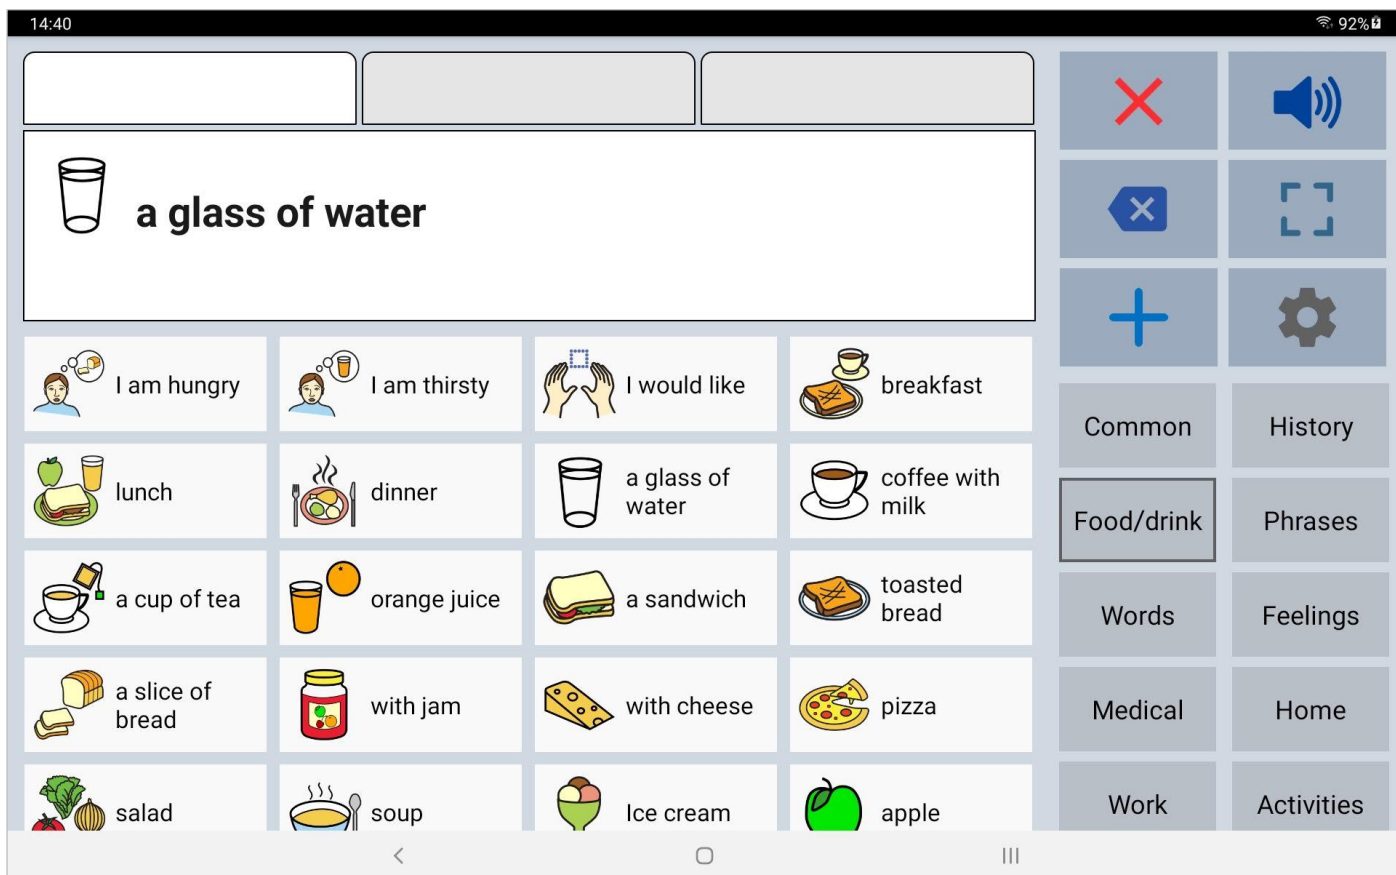 14:40
92%
a glass of water
I am hungry
I am thirsty
I would like
breakfast
lunch
dinner
a glass of
water
coffee with
milk
a cup of tea
orange juice
a sandwich
toasted
bread
a slice of
bread
with jam
with cheese
pizza
salad
soup
Ice cream
apple
Common
History
Food/drink
Phrases
Words
Feelings
Medical
Home
Work
Activities